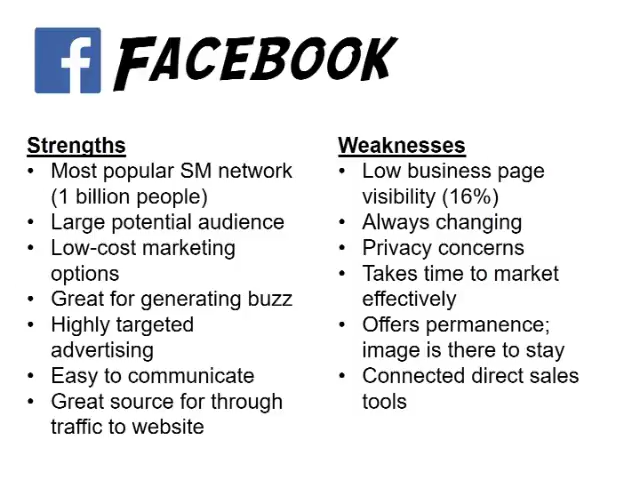 FACEBOOK
Strengths
• Most popular SM network
(1 billion people)
• Large potential audience
• Low-cost marketing
options
• Great for generating buzz
• Highly targeted
advertising
• Easy to communicate
• Great source for through
traffic to website
Weaknesses
• Low business page
visibility (16%)
• Always changing
• Privacy concerns
• Takes time to market
effectively
• Offers permanence;
image is there to stay
• Connected direct sales
tools